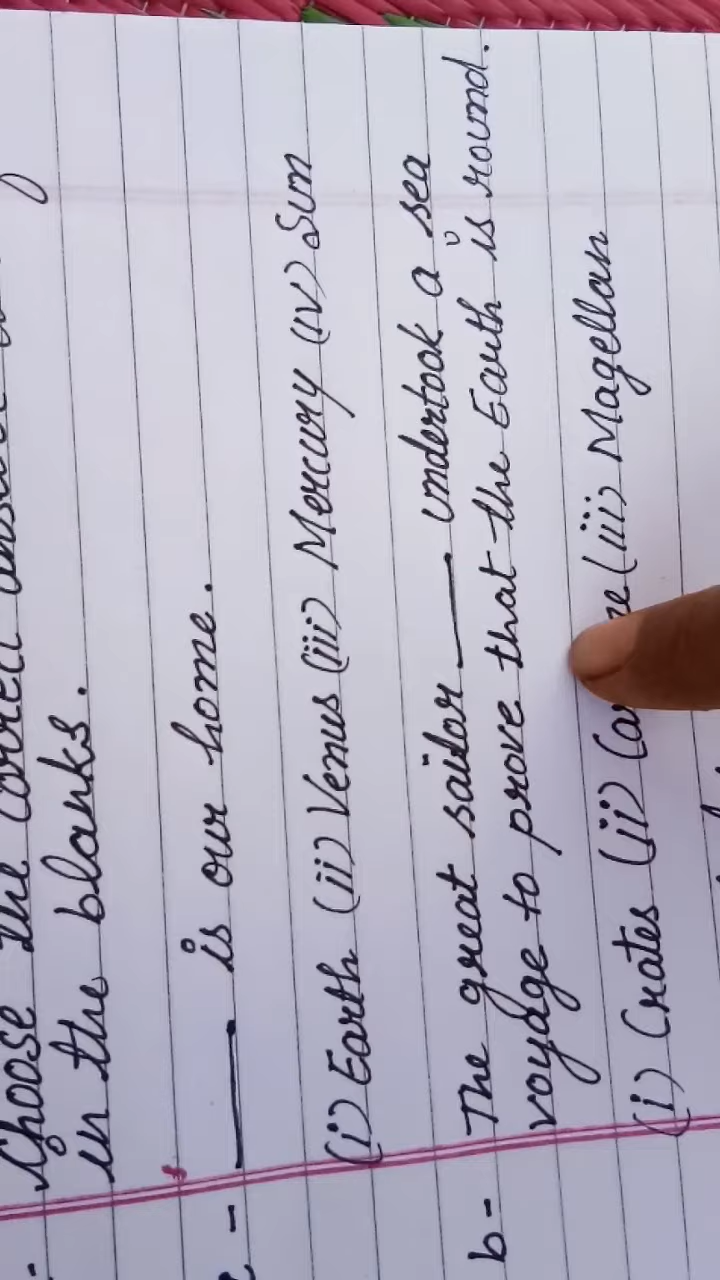 Choose the correct
in the blanks.
- ____ is our home.
(i) Earth (ii) Venus (iii) Mercury (iv) Sun
b- The great sailor ____ undertook a sea
voyage to prove that the Earth is round.
(i) Crates (ii) (iii) Magellan